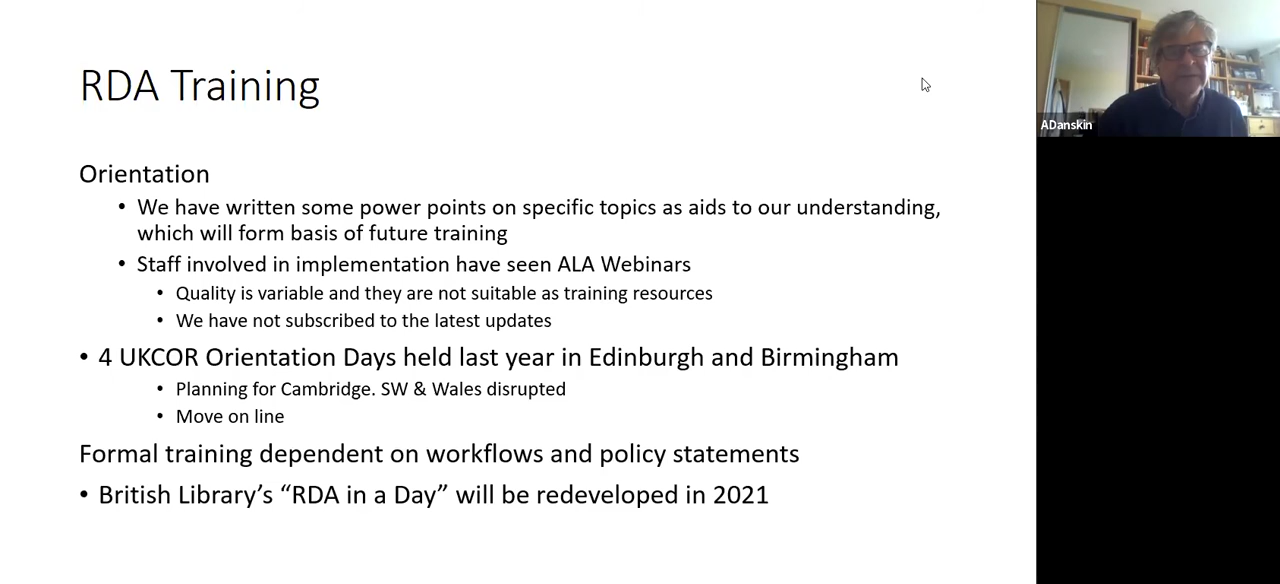 RDA Training
ADanskin
Orientation
• We have written some power points on specific topics as aids to our understanding,
which will form basis of future training
• Staff involved in implementation have seen ALA Webinars
• Quality is variable and they are not suitable as training resources
• We have not subscribed to the latest updates
• 4 UKCOR Orientation Days held last year in Edinburgh and Birmingham
• Planning for Cambridge. SW & Wales disrupted
• Move on line
Formal training dependent on workflows and policy statements
• British Library’s “RDA in a Day” will be redeveloped in 2021